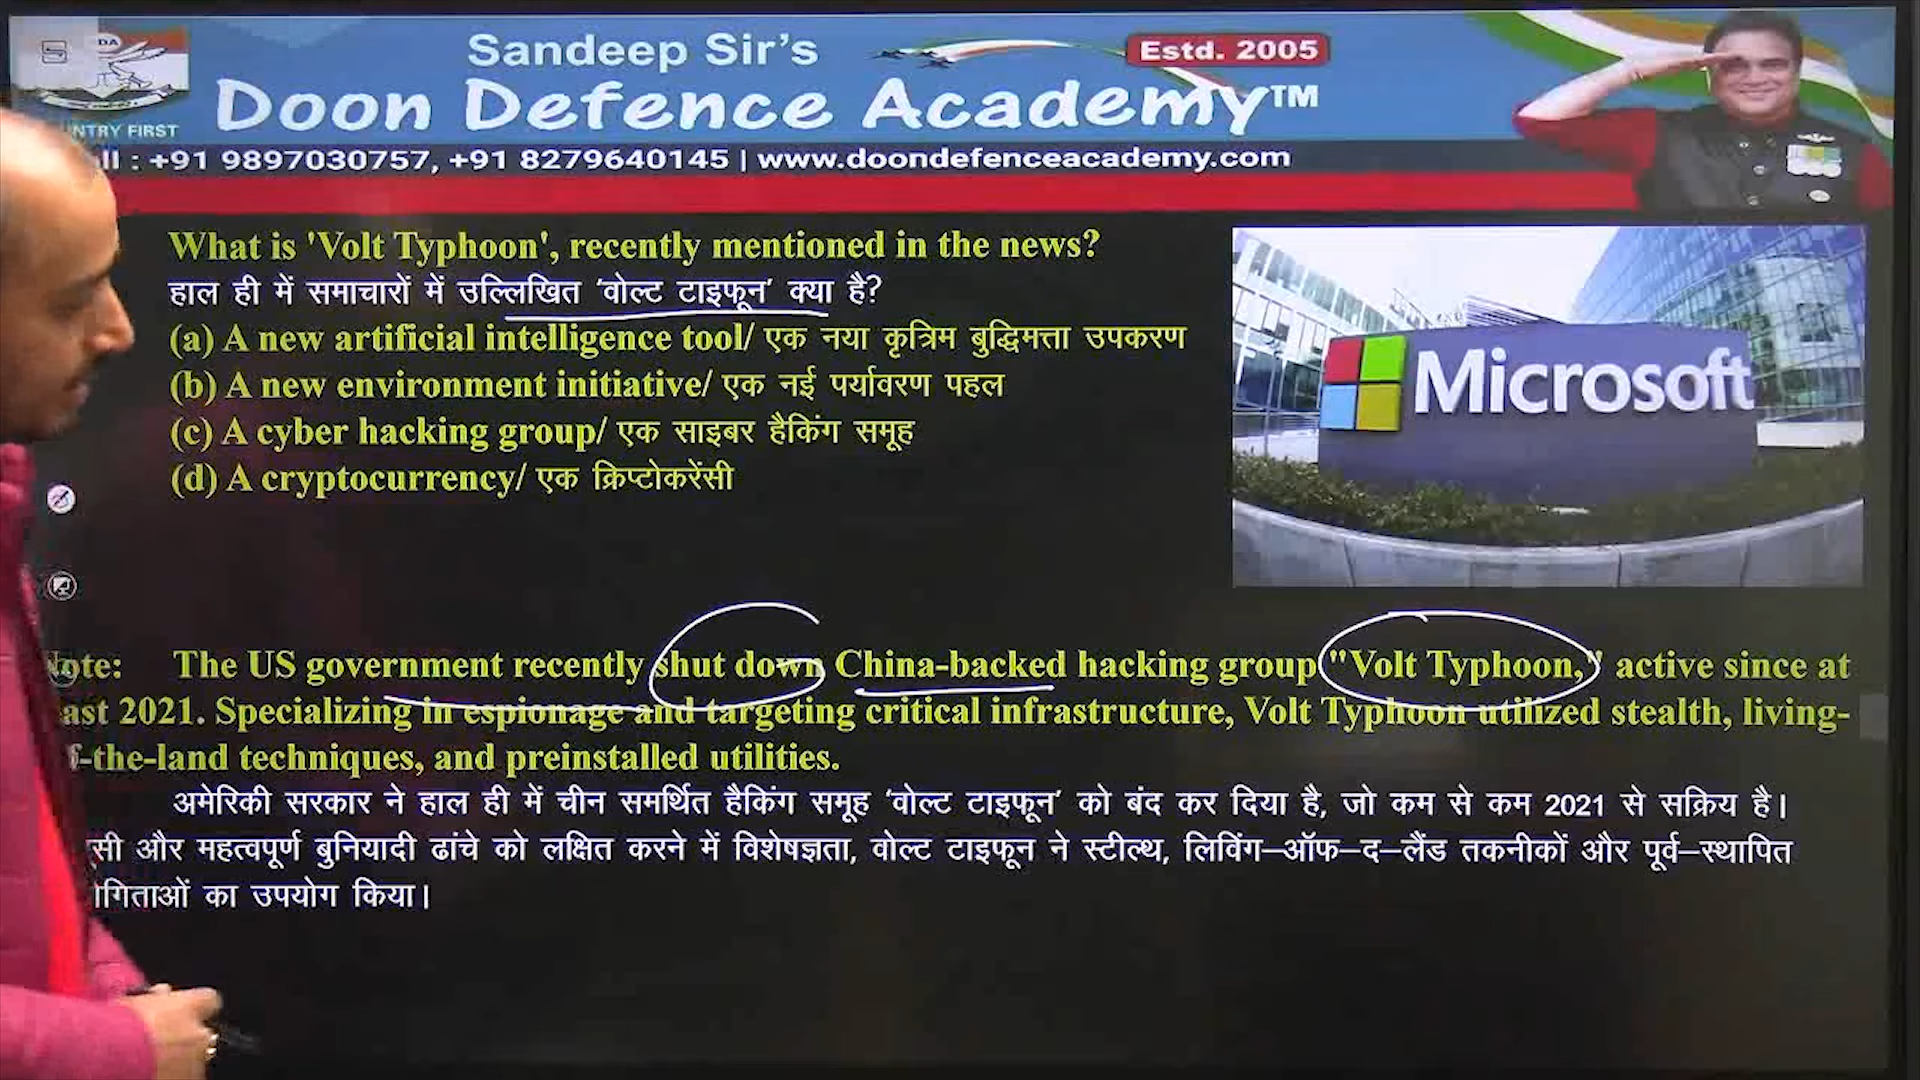 Sandeep Sir's
Estd. 2005
Doon Defence Academy™
NTRY FIRST
: +91 9897030757, +91 8279640145 | www.doondefenceacademy.com
What is 'Volt Typhoon', recently mentioned in the news?
हाल ही में समाचारों में उल्लिखित 'वोल्ट टाइफून' क्या है?
(a) A new artificial intelligence tool/ एक नया कृत्रिम बुद्धिमत्ता उपकरण
(b) A new environment initiative/ एक नई पर्यावरण पहल
(c) A cyber hacking group/ एक साइबर हैकिंग समूह
(d) A cryptocurrency/ एक क्रिप्टोकरेंसी
Microsoft
Note: The US government recently shut down China-backed hacking group "Volt Typhoon," active since at
ast 2021. Specializing in espionage and targeting critical infrastructure, Volt Typhoon utilized stealth, living-
f-the-land techniques, and preinstalled utilities.
अमेरिकी सरकार ने हाल ही में चीन समर्थित हैकिंग समूह 'वोल्ट टाइफून' को बंद कर दिया है, जो कम से कम 2021 से सक्रिय है।
सी और महत्वपूर्ण बुनियादी ढांचे को लक्षित करने में विशेषज्ञता, वोल्ट टाइफून ने स्टील्थ, लिविंग–ऑफ–द–लैंड तकनीकों और पूर्व–स्थापित
गिताओं का उपयोग किया।